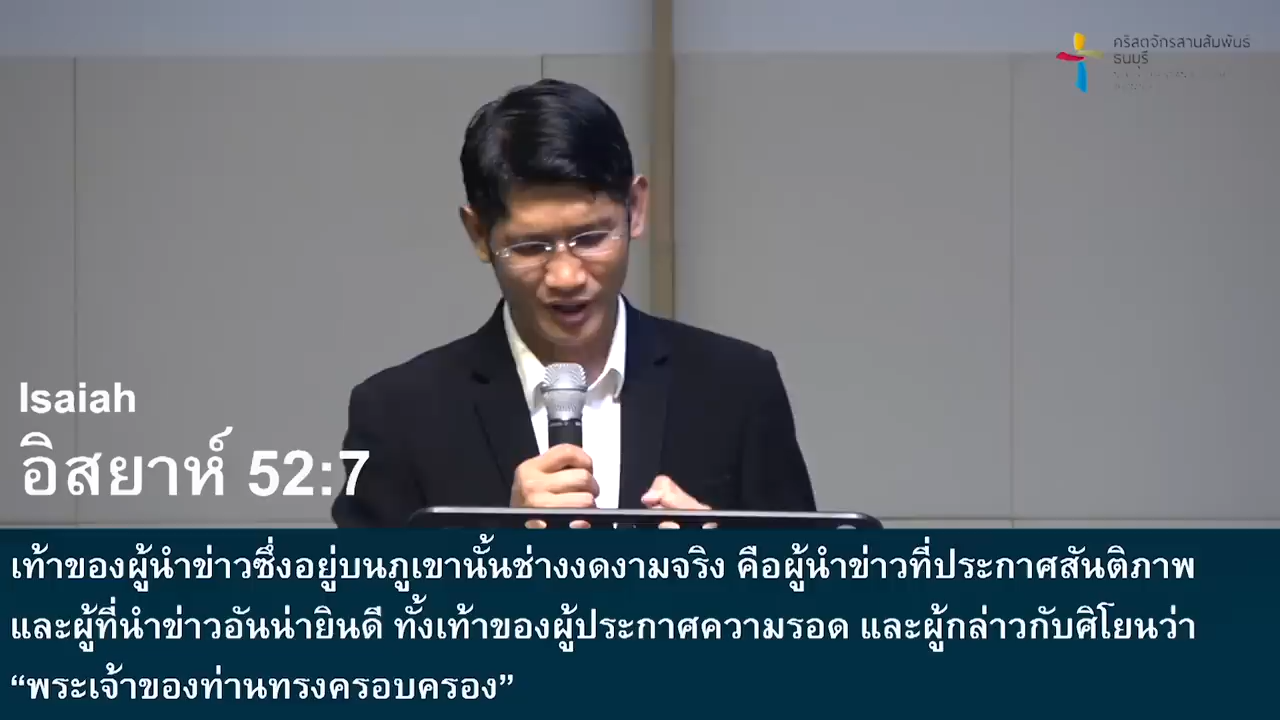 คริสตจักรสานสัมพันธ์
ธนบุรี
Isaiah
อิสยาห์ 52:7
เท้าของผู้นำข่าวซึ่งอยู่บนภูเขานั้นช่างงดงามจริง คือผู้นำข่าวที่ประกาศสันติภาพ
และผู้ที่นำข่าวอันน่ายินดี ทั้งเท้าของผู้ประกาศความรอด และผู้กล่าวกับศิโยนว่า
“พระเจ้าของท่านทรงครอบครอง”